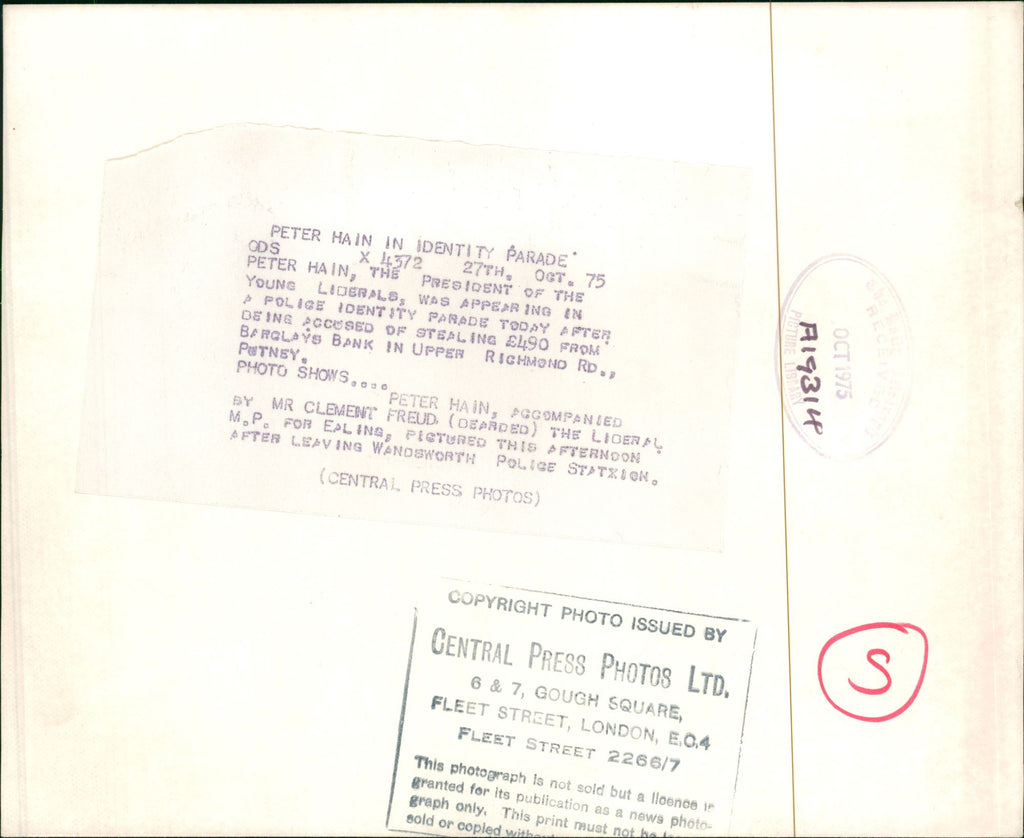 PETER HAIN IN IDENTITY PARADE
ODS X 4372 27TH. OCT. 75
PETER HAIN, THE PRESIDENT OF THE
YOUNG LIBERALS, WAS APPEARING IN
A POLICE IDENTITY PARADE TODAY AFTER
BEING ACCUSED OF STEALING £490 FROM
BARCLAYS BANK IN UPPER RICHMOND RD.,
PUTNEY.
PHOTO SHOWS....
PETER HAIN, ACCOMPANIED
BY MR CLEMENT FREUD (BEARDED) THE LIBERAL
M.P. FOR EALING, PICTURED THIS AFTERNOON
AFTER LEAVING WANDSWORTH POLICE STATXION.
(CENTRAL PRESS PHOTOS)
RECEIVED
OCT 1975
A19314
PICTURE LIBRARY
S
COPYRIGHT PHOTO ISSUED BY
CENTRAL PRESS PHOTOS LTD.
6 & 7, GOUGH SQUARE,
FLEET STREET, LONDON, E.C.4
FLEET STREET 2266/7
This photograph is not sold but a licence is
granted for its publication as a news photo-
graph only. This print must not be
sold or copied